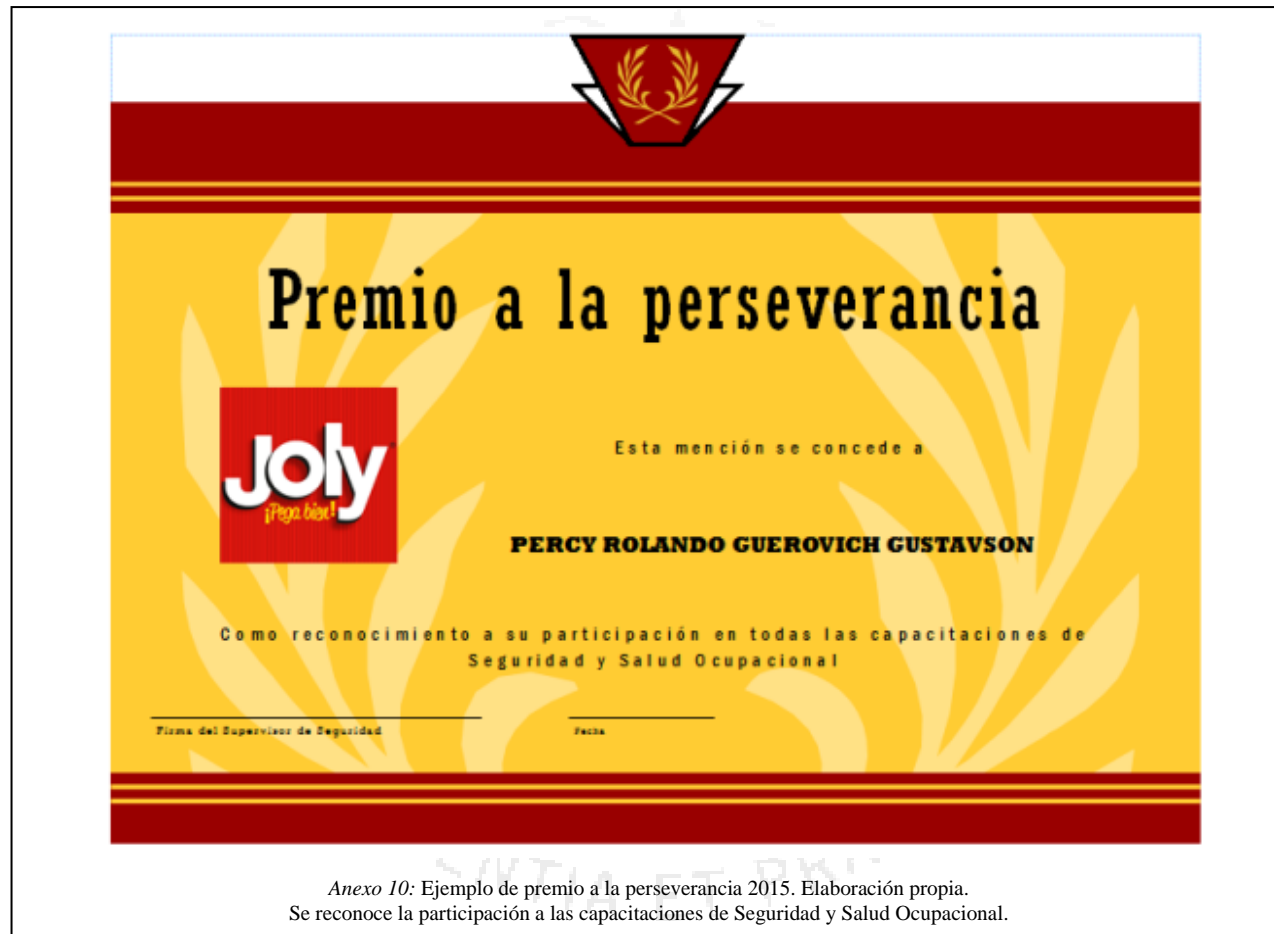 Premio a la perseverancia
Joly
¡Pega bien!
Esta mención se concede a
PERCY ROLANDO GUEROVICH GUSTAVSON
Como reconocimiento a su participación en todas las capacitaciones de
Seguridad y Salud Ocupacional
Firma del Supervisor de Seguridad
Fecha
Anexo 10: Ejemplo de premio a la perseverancia 2015. Elaboración propia.
Se reconoce la participación a las capacitaciones de Seguridad y Salud Ocupacional.